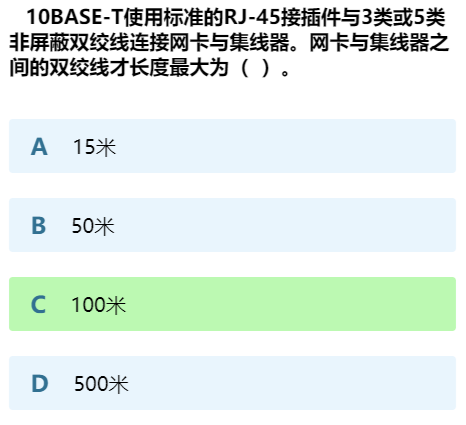 10BASE-T使用标准的RJ-45接插件与3类或5类
非屏蔽双绞线连接网卡与集线器。网卡与集线器之
间的双绞线才长度最大为（ ）。
A 15米
B 50米
C 100米
D 500米